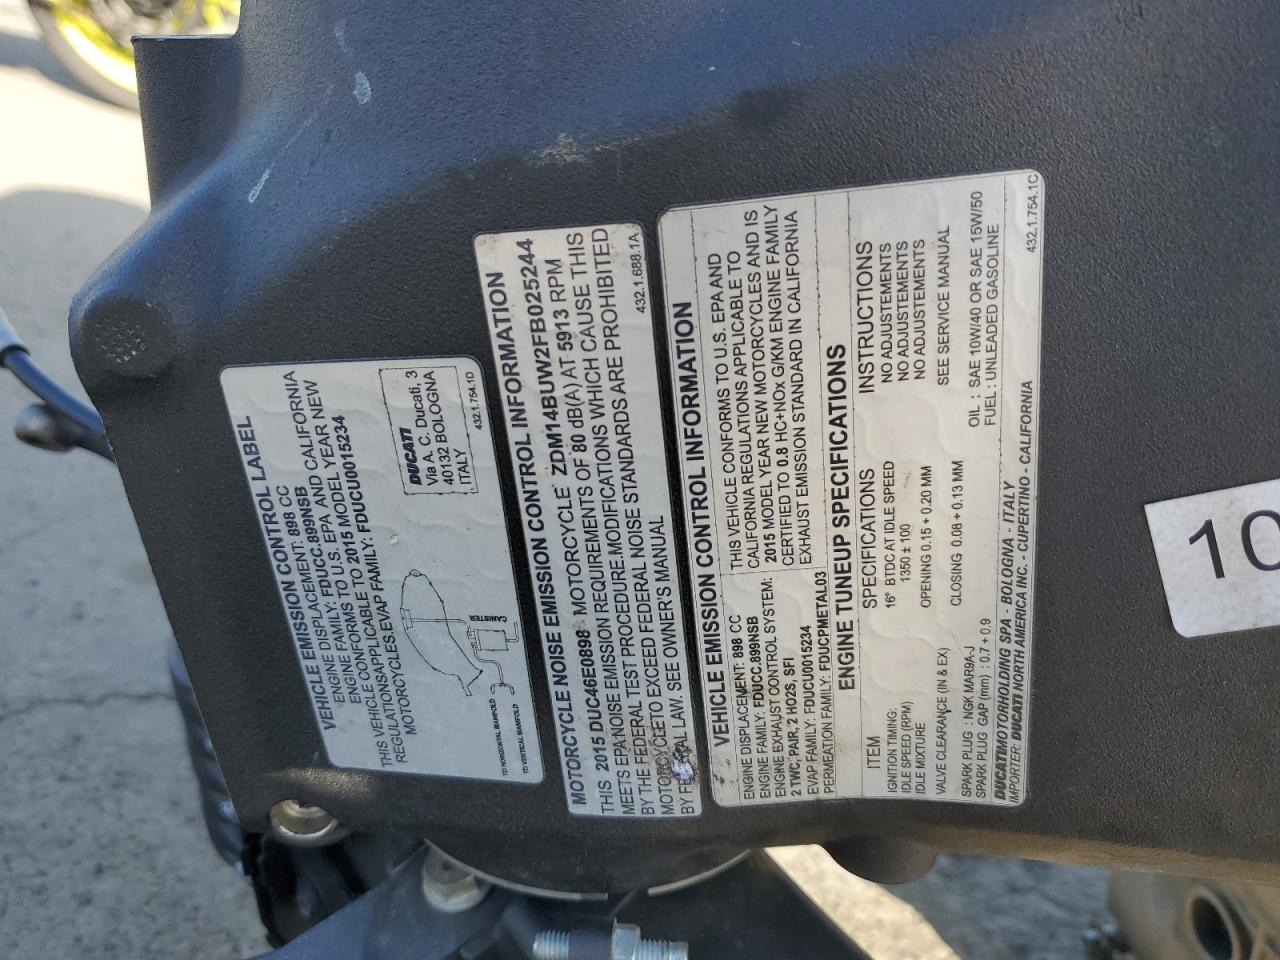 VEHICLE EMISSION CONTROL LABEL
ENGINE DISPLACEMENT: 898 CC
ENGINE FAMILY: FDUCC.899NSB
ENGINE CONFORMS TO U.S. EPA AND CALIFORNIA
THIS VEHICLE CONFORMS TO 2015 MODEL YEAR NEW
REGULATIONSAPPLICABLE
MOTORCYCLES.EVAP FAMILY: FDUCU0015234
DUCATI
Via A. C. Ducati, 3
40132 BOLOGNA
ITALY
432.1.754.1D
CANISTER
TO HORIZONTAL MANIFOLD
TO VERTICAL MANIFOLD
MOTORCYCLE NOISE EMISSION CONTROL INFORMATION
THIS 2015 DUC46E0898 MOTORCYCLE ZDM14BUW2FB025244
MEETS EPA NOISE EMISSION REQUIREMENTS OF 80 dB(A) AT 5913 RPM
BY THE FEDERAL TEST PROCEDURE.MODIFICATIONS WHICH CAUSE THIS
MOTORCYCLE TO EXCEED FEDERAL NOISE STANDARDS ARE PROHIBITED
BY FEDERAL LAW. SEE OWNER'S MANUAL
432.1.688.1A
VEHICLE EMISSION CONTROL INFORMATION
ENGINE DISPLACEMENT: 898 CC
ENGINE FAMILY: FDUCC.899NSB
ENGINE EXHAUST CONTROL SYSTEM:
2 TWC; PAIR, 2 HO2S, SFI
EVAP FAMILY: FDUCU0015234
PERMEATION FAMILY: FDUCPMETAL03
THIS VEHICLE CONFORMS TO U.S. EPA AND
CALIFORNIA REGULATIONS APPLICABLE TO
2015 MODEL YEAR NEW MOTORCYCLES AND IS
CERTIFIED TO 0.8 HC+NOx G/KM ENGINE FAMILY
EXHAUST EMISSION STANDARD IN CALIFORNIA
ENGINE TUNEUP SPECIFICATIONS
ITEM SPECIFICATIONS INSTRUCTIONS
IGNITION TIMING: 16° BTDC AT IDLE SPEED NO ADJUSTEMENTS
IDLE SPEED (RPM) 1350 ± 100 NO ADJUSTEMENTS
IDLE MIXTURE NO ADJUSTEMENTS
VALVE CLEARANCE (IN & EX) OPENING 0.15 ÷ 0.20 MM SEE SERVICE MANUAL
CLOSING 0.08 ÷ 0.13 MM
SPARK PLUG : NGK MAR9A-J OIL : SAE 10W/40 OR SAE 15W/50
SPARK PLUG GAP (mm) : 0,7 ÷ 0,9 FUEL : UNLEADED GASOLINE
DUCATIMOTORHOLDING SPA - BOLOGNA - ITALY
IMPORTER: DUCATI NORTH AMERICA INC. - CUPERTINO - CALIFORNIA
432.1.754.1C
10